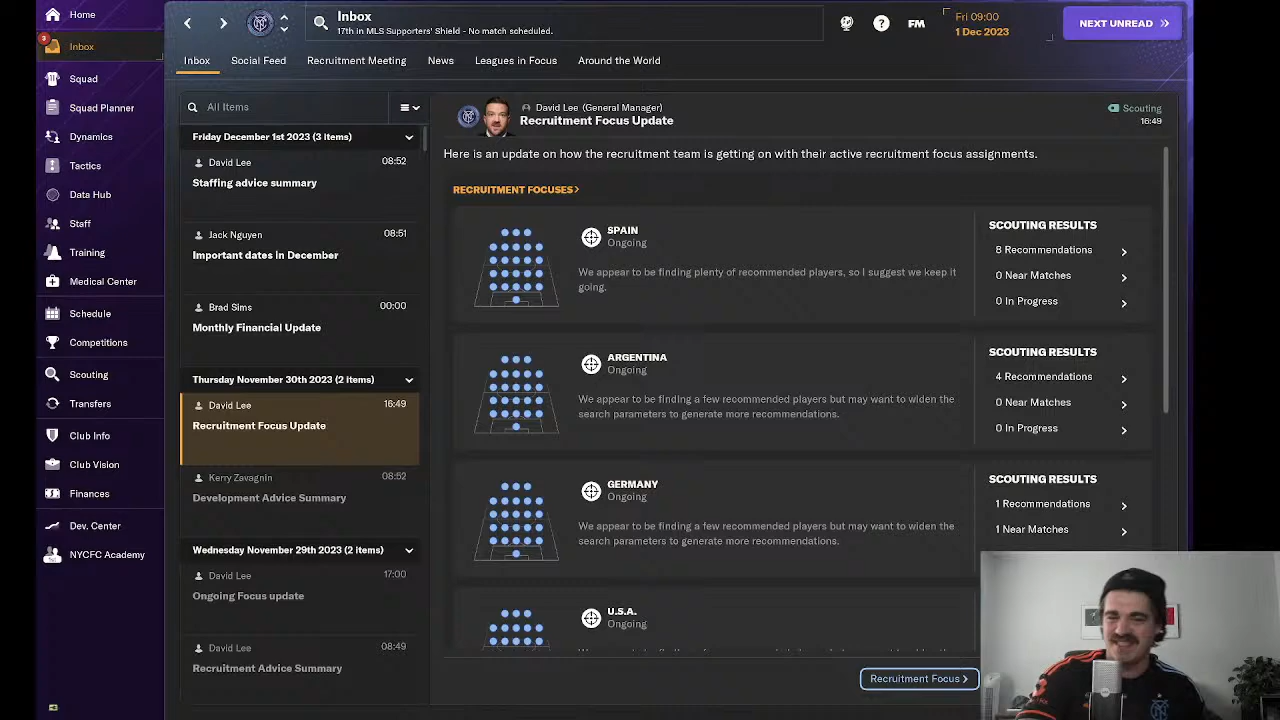 Home
3
Inbox
Squad
Squad Planner
Dynamics
Tactics
Data Hub
Staff
Training
Medical Center
Schedule
Competitions
Scouting
Transfers
Club Info
Club Vision
Finances
Dev. Center
NYCFC Academy
Inbox
17th in MLS Supporters' Shield - No match scheduled.
?
FM
Fri 09:00
1 Dec 2023
NEXT UNREAD
Inbox
Social Feed
Recruitment Meeting
News
Leagues in Focus
Around the World
All Items
Friday December 1st 2023 (3 Items)
David Lee
08:52
Staffing advice summary
Jack Nguyen
08:51
Important dates in December
Brad Sims
00:00
Monthly Financial Update
Thursday November 30th 2023 (2 Items)
David Lee
16:49
Recruitment Focus Update
Kerry Zavagnin
08:52
Development Advice Summary
Wednesday November 29th 2023 (2 Items)
David Lee
17:00
Ongoing Focus update
David Lee
08:49
Recruitment Advice Summary
David Lee (General Manager)
Recruitment Focus Update
Scouting
16:49
Here is an update on how the recruitment team is getting on with their active recruitment focus assignments.
RECRUITMENT FOCUSES>
SPAIN
Ongoing
We appear to be finding plenty of recommended players, so I suggest we keep it
going.
SCOUTING RESULTS
8 Recommendations
0 Near Matches
0 In Progress
ARGENTINA
Ongoing
We appear to be finding a few recommended players but may want to widen the
search parameters to generate more recommendations.
SCOUTING RESULTS
4 Recommendations
0 Near Matches
0 In Progress
GERMANY
Ongoing
We appear to be finding a few recommended players but may want to widen the
search parameters to generate more recommendations.
SCOUTING RESULTS
1 Recommendations
1 Near Matches
U.S.A.
Ongoing
Recruitment Focus >